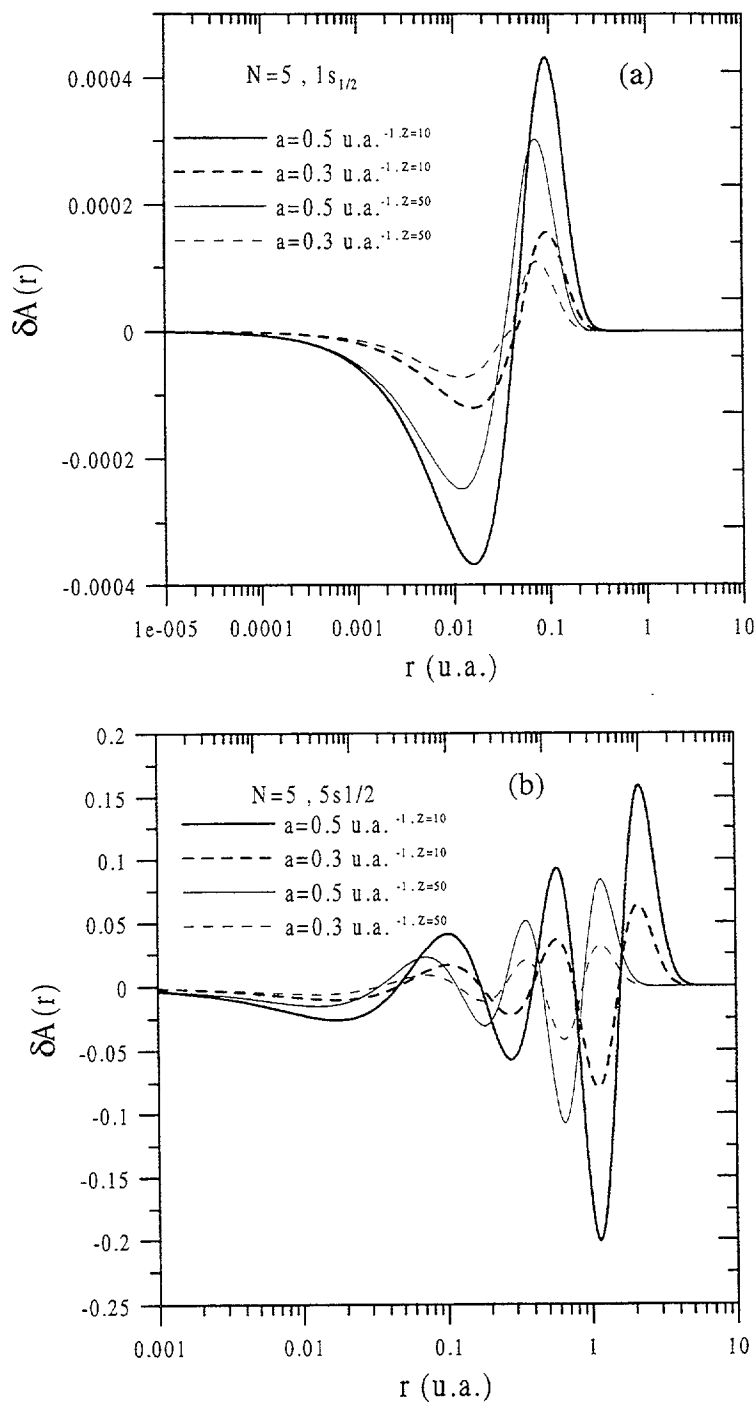 (a)
N=5 , 1s1/2
a=0.5 u.a.-1,Z=10
a=0.3 u.a.-1,Z=10
a=0.5 u.a.-1,Z=50
a=0.3 u.a.-1,Z=50
0.0004
0.0002
0
-0.0002
-0.0004
δA(r)
1e-005 0.0001 0.001 0.01 0.1 1 10
r (u.a.)
(b)
N=5 , 5s1/2
a=0.5 u.a.-1,Z=10
a=0.3 u.a.-1,Z=10
a=0.5 u.a.-1,Z=50
a=0.3 u.a.-1,Z=50
0.2
0.15
0.1
0.05
0
-0.05
-0.1
-0.15
-0.2
-0.25
δA(r)
0.001 0.01 0.1 1 10
r (u.a.)